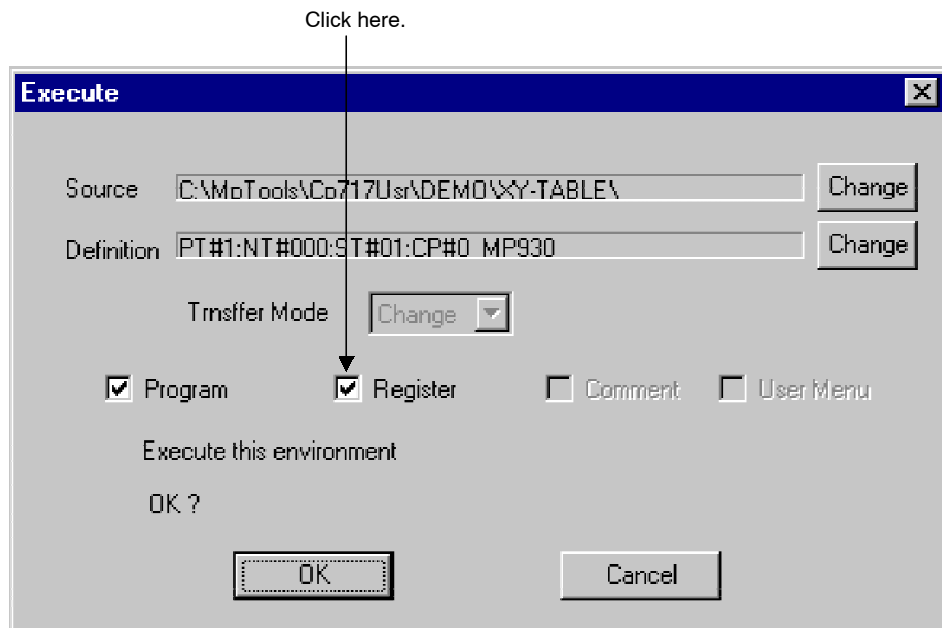 Click here.
Execute
Source C:\MpTools\Cp717Usr\DEMO\XY-TABLE\ Change
Definition PT#1:NT#000:ST#01:CP#0 MP930 Change
Trnsffer Mode Change
Program Register Comment User Menu
Execute this environment
OK ?
OK Cancel